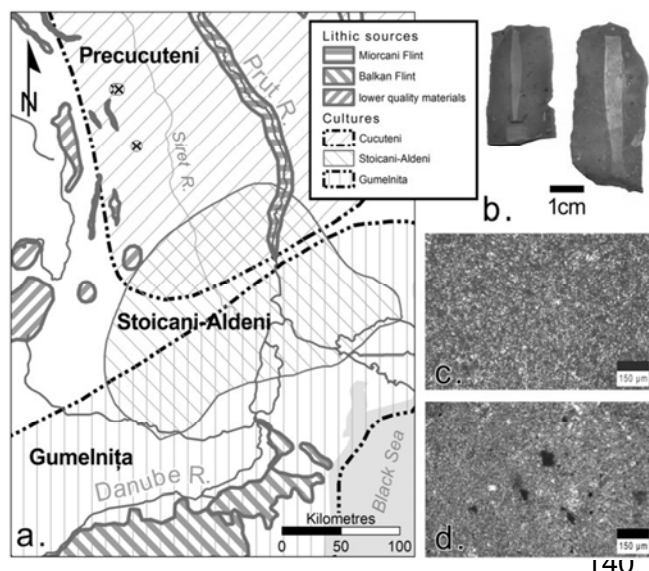 Precucuteni
N
Siret R.
Prut R.
Stoicani-Aldeni
Gumelnița
Danube R.
Black Sea
a.
Kilometres
0 50 100
Lithic sources
Miorcani Flint
Balkan Flint
lower quality materials
Cultures
Cucuteni
Stoicani-Aldeni
Gumelnita
b.
1cm
c.
150 µm
d.
150 µm
140